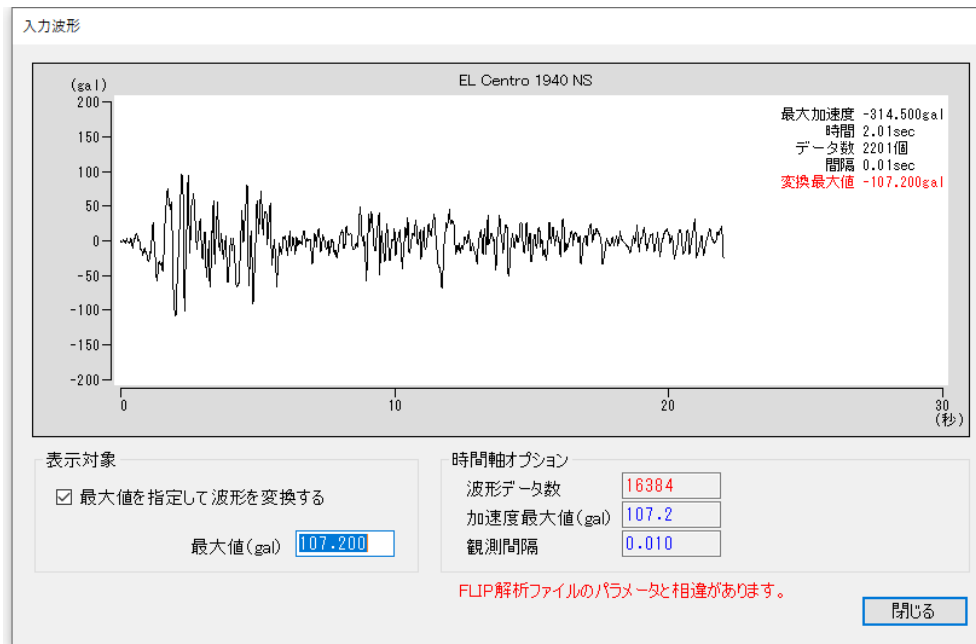 入力波形
EL Centro 1940 NS
(gal)
200
150
100
50
0
-50
-100
-150
-200
最大加速度 -314.500gal
時間 2.01sec
データ数 2201個
間隔 0.01sec
変換最大値 -107.200gal
0 10 20 30
(秒)
表示対象
最大値を指定して波形を変換する
最大値(gal) 107.200
時間軸オプション
波形データ数 16384
加速度最大値(gal) 107.2
観測間隔 0.010
FLIP解析ファイルのパラメータと相違があります。
閉じる